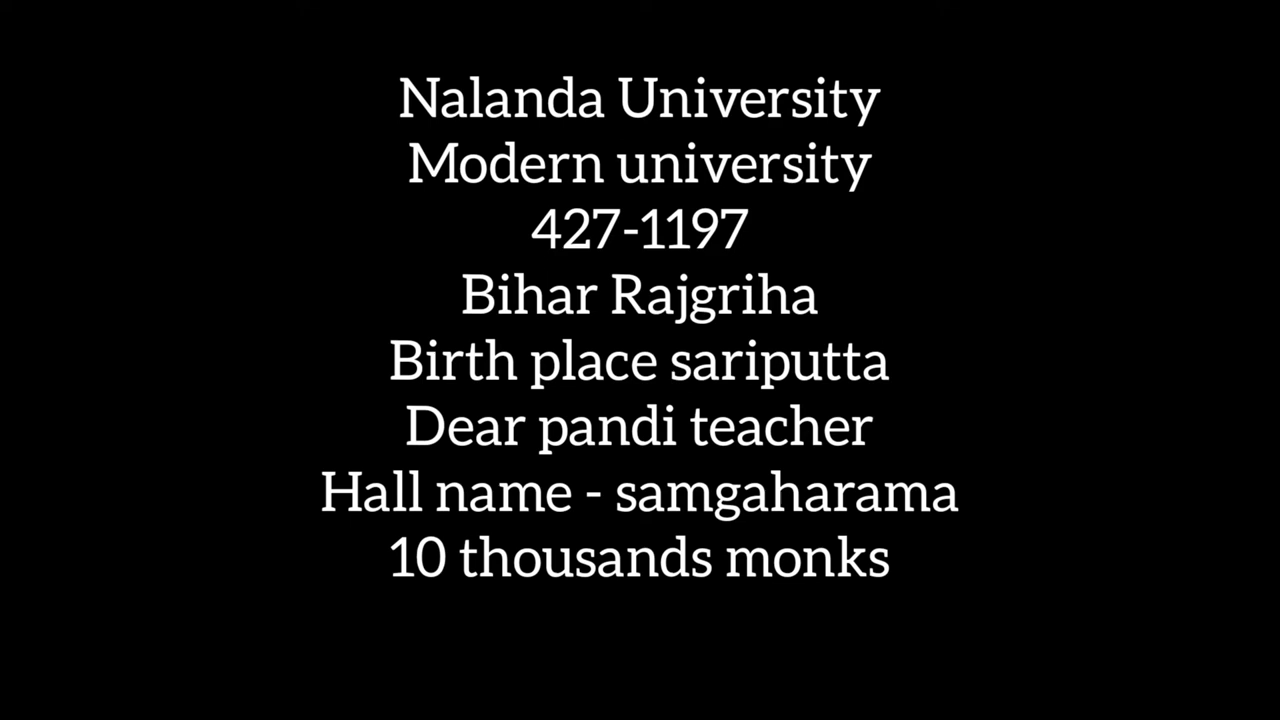 Nalanda University
Modern university
427-1197
Bihar Rajgriha
Birth place sariputta
Dear pandi teacher
Hall name - samgaharama
10 thousands monks